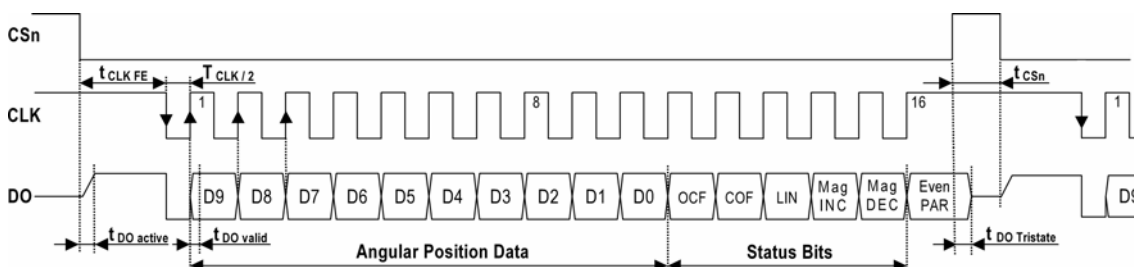 CSn
t CLK FE
T CLK / 2
t CSn
CLK
1
8
16
1
DO
D9
D8
D7
D6
D5
D4
D3
D2
D1
D0
OCF
COF
LIN
Mag INC
Mag DEC
Even PAR
D9
t DO active
t DO valid
t DO Tristate
Angular Position Data
Status Bits